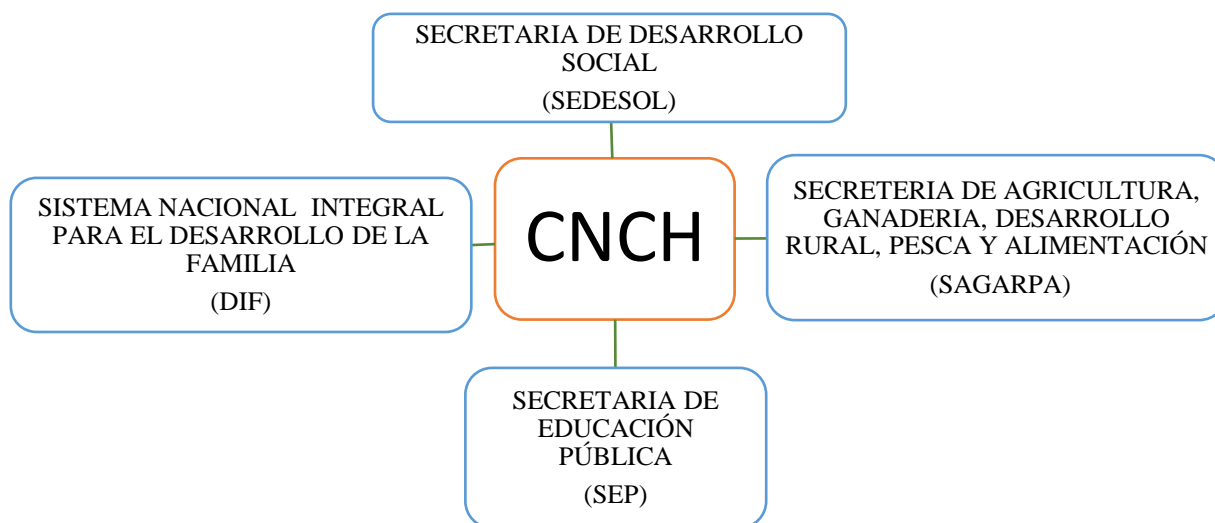 SECRETARIA DE DESARROLLO
SOCIAL
(SEDESOL)
SISTEMA NACIONAL INTEGRAL
PARA EL DESARROLLO DE LA
FAMILIA
(DIF)
CNCH
SECRETERIA DE AGRICULTURA,
GANADERIA, DESARROLLO
RURAL, PESCA Y ALIMENTACIÓN
(SAGARPA)
SECRETARIA DE
EDUCACIÓN
PÚBLICA
(SEP)